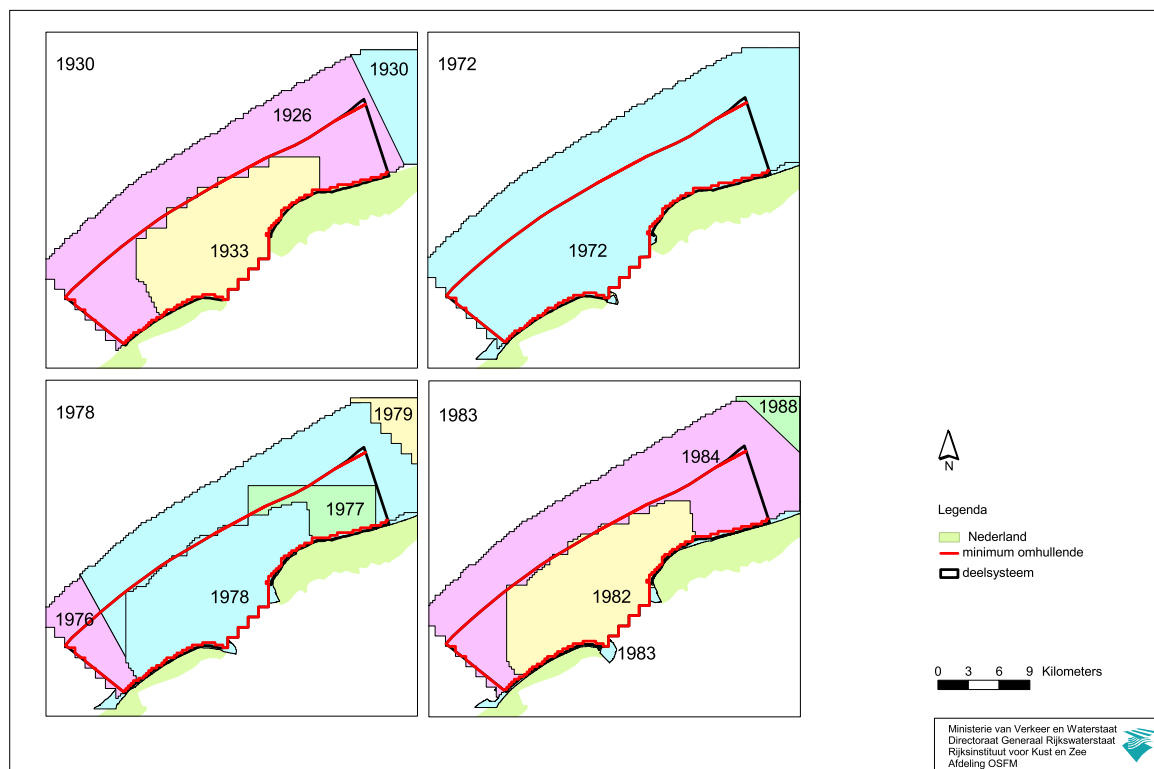 1930
1930
1926
1933
1972
1972
1978
1979
1977
1978
1976
1983
1988
1984
1982
1983
N
Legenda
Nederland
minimum omhullende
deelsysteem
0 3 6 9 Kilometers
Ministerie van Verkeer en Waterstaat
Directoraat Generaal Rijkswaterstaat
Rijksinstituut voor Kust en Zee
Afdeling OSFM